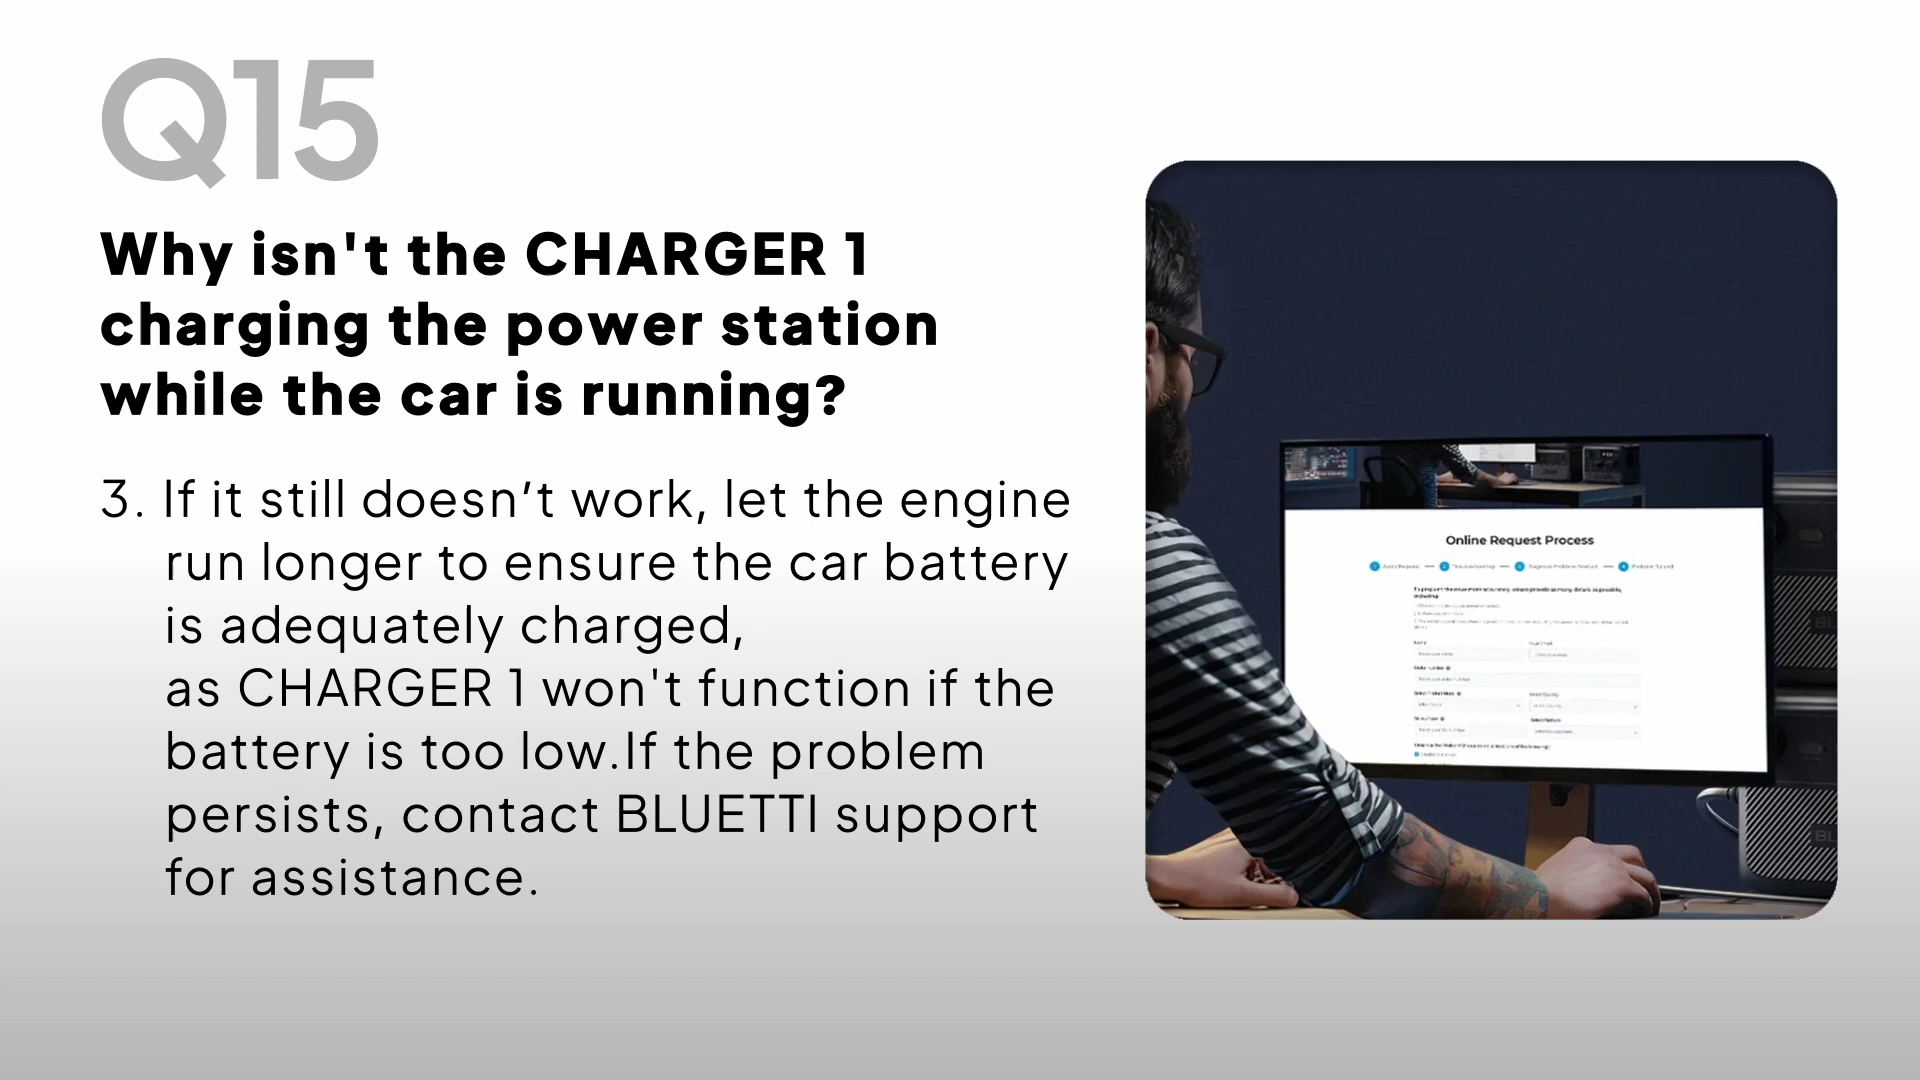 Q15
Why isn't the CHARGER 1
charging the power station
while the car is running?
3. If it still doesn’t work, let the engine
run longer to ensure the car battery
is adequately charged,
as CHARGER 1 won't function if the
battery is too low.If the problem
persists, contact BLUETTI support
for assistance.
Online Request Process